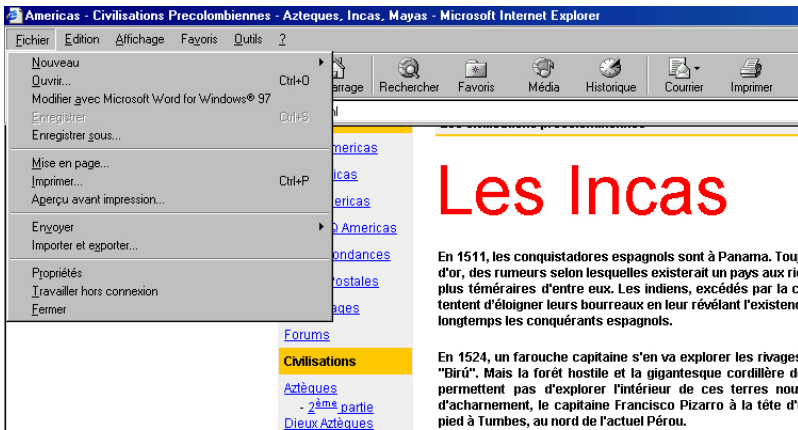 Americas - Civilisations Precolombiennes - Azteques, Incas, Mayas - Microsoft Internet Explorer
Fichier Edition Affichage Favoris Outils ?
Rechercher Favoris Média Historique Courrier Imprimer
Nouveau
Ouvrir... Ctrl+O
Modifier avec Microsoft Word for Windows® 97
Enregistrer Ctrl+S
Enregistrer sous...
Mise en page...
Imprimer... Ctrl+P
Aperçu avant impression...
Envoyer
Importer et exporter...
Propriétés
Travailler hors connexion
Fermer
Americas
Postales
Forums
Civilisations
Aztèques
- 2ème partie
Dieux Aztèques
Les Incas
En 1511, les conquistadores espagnols sont à Panama.
d'or, des rumeurs selon lesquelles existerait un pays aux
plus téméraires d'entre eux. Les indiens, excédés par la
tentent d'éloigner leurs bourreaux en leur révélant
longtemps les conquérants espagnols.
En 1524, un farouche capitaine s'en va explorer les rivages
"Birú". Mais la forêt hostile et la gigantesque cordillère
permettent pas d'explorer l'intérieur de ces terres
d'acharnement, le capitaine Francisco Pizarro à la tête
pied à Tumbes, au nord de l'actuel Pérou.